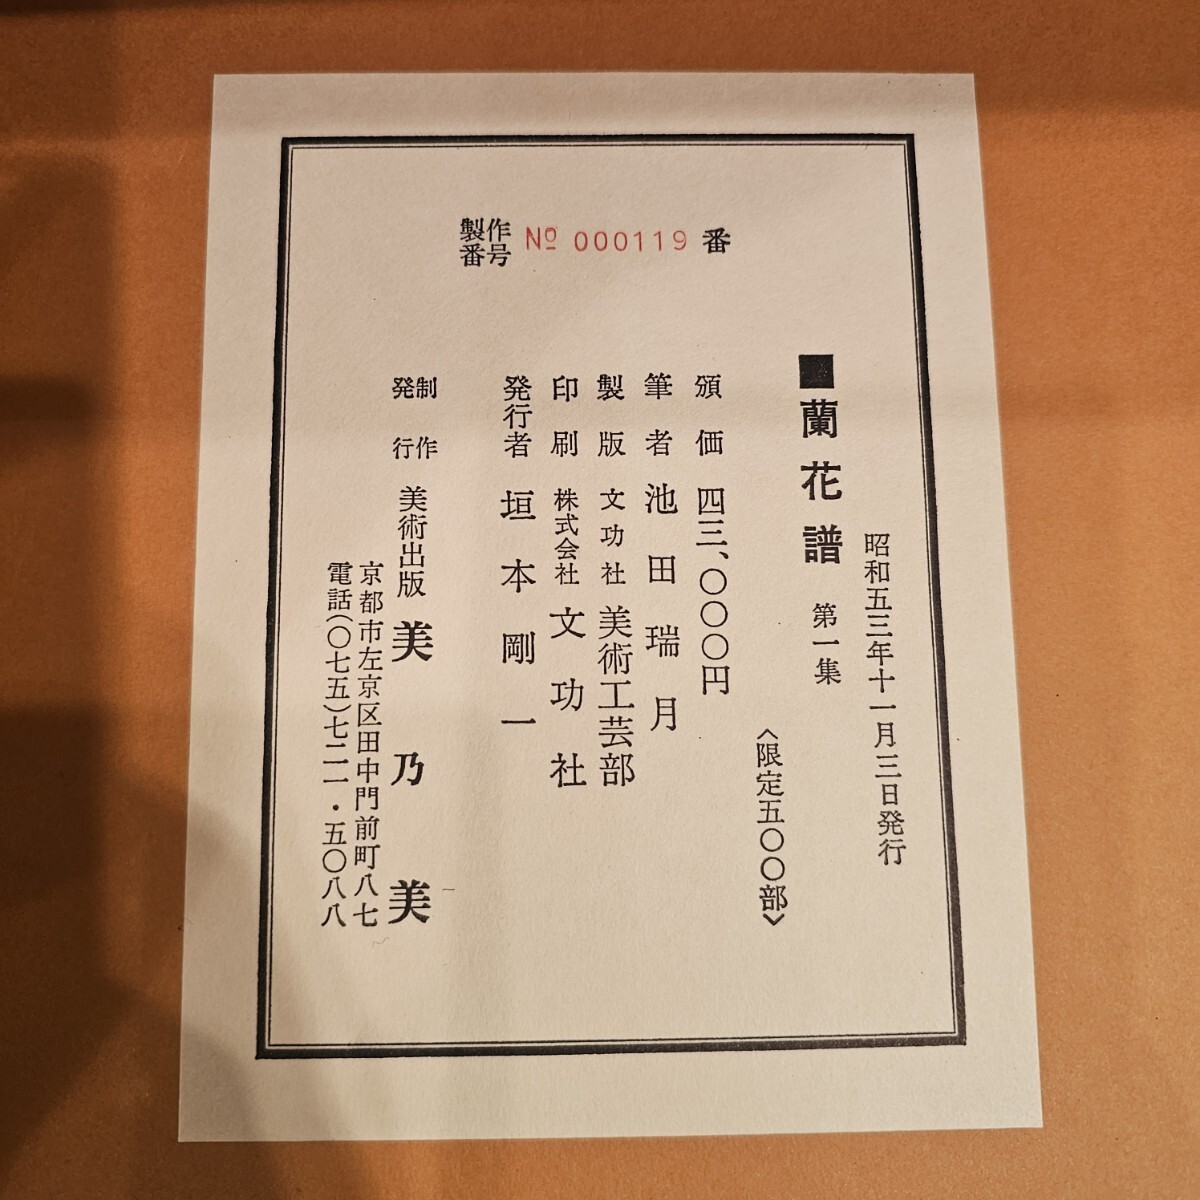 製作番号 № 000119 番
昭和五三年十一月三日発行
■蘭花譜 第一集
〈限定五〇〇部〉
頒価 四三、〇〇〇円
筆者 池田瑞月
製版 文功社 美術工芸部
印刷 株式会社 文功社
発行者 垣本剛一
制作
発行 美術出版 美乃美
京都市左京区田中門前町八七
電話(〇七五)七二一・五〇八八